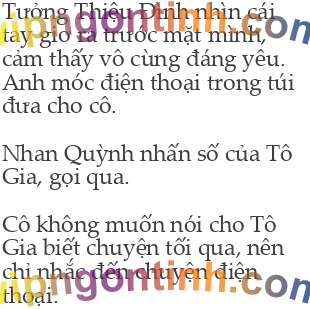 Tưởng Thiệu Đình nhìn cái
tay giơ ra trước mặt mình,
cảm thấy vô cùng đáng yêu.
Anh móc điện thoại trong túi
đưa cho cô.
Nhan Quỳnh nhấn số của Tô
Gia, gọi qua.
Cô không muốn nói cho Tô
Gia biết chuyện tối qua, nên
chỉ nhắc đến chuyện điện
thoại.